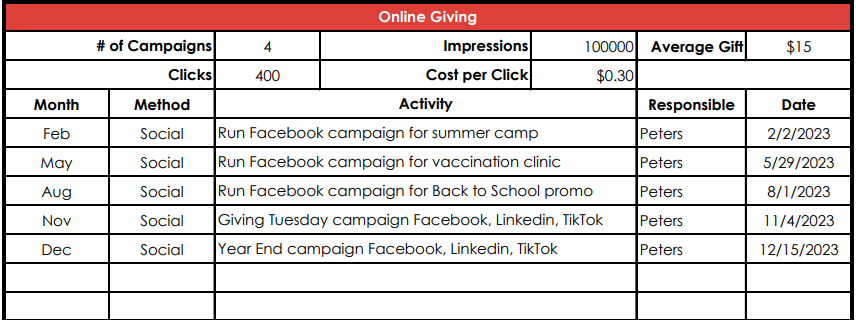 Online Giving
# of Campaigns 4 Impressions 100000 Average Gift $15
Clicks 400 Cost per Click $0.30
Month Method Activity Responsible Date
Feb Social Run Facebook campaign for summer camp Peters 2/2/2023
May Social Run Facebook campaign for vaccination clinic Peters 5/29/2023
Aug Social Run Facebook campaign for Back to School promo Peters 8/1/2023
Nov Social Giving Tuesday campaign Facebook, Linkedin, TikTok Peters 11/4/2023
Dec Social Year End campaign Facebook, Linkedin, TikTok Peters 12/15/2023